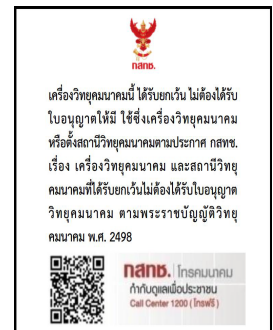 กสทช.
เครื่องวิทยุคมนาคมนี้ ได้รับยกเว้น ไม่ต้องได้รับ
ใบอนุญาตให้มี ใช้ซึ่งเครื่องวิทยุคมนาคม
หรือตั้งสถานีวิทยุคมนาคมตามประกาศ กสทช.
เรื่อง เครื่องวิทยุคมนาคม และสถานีวิทยุ
คมนาคมที่ได้รับยกเว้นไม่ต้องได้รับใบอนุญาต
วิทยุคมนาคม ตามพระราชบัญญัติวิทยุ
คมนาคม พ.ศ. 2498
กสทช. | โทรคมนาคม
กำกับดูแลเพื่อประชาชน
Call Center 1200 (โทรฟรี)